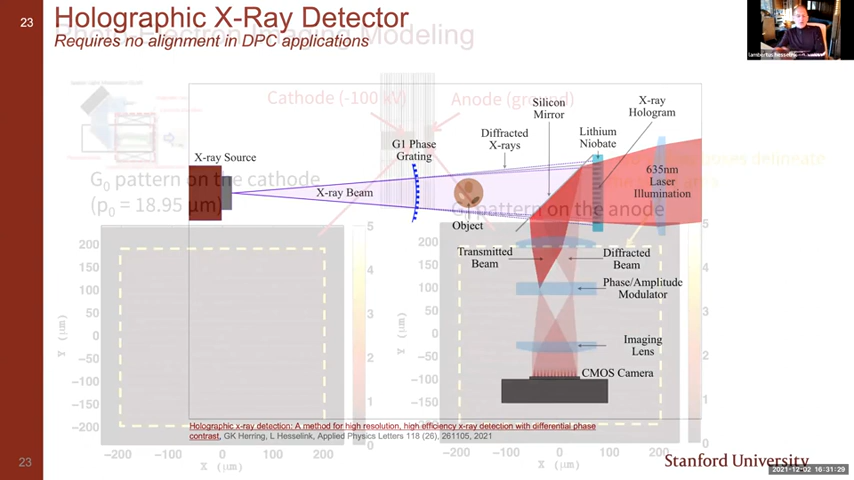 23
Holographic X-Ray Detector
Photo-Electron Imaging Modeling
Requires no alignment in DPC applications
lambertus hesselink
Cathode (-100 kV)
Anode (ground)
Silicon
Mirror
X-ray
Hologram
Diffracted
X-rays
Lithium
Niobate
G1 Phase
Grating
X-ray Source
635nm
Laser
Illumination
delineate
X-ray Beam
G₀ pattern on the cathode
(p₀ = 18.95 μm)
pattern on the anode
Object
Transmitted
Beam
Diffracted
Beam
Phase/Amplitude
Modulator
Imaging
Lens
CMOS Camera
200
150
100
50
0
−50
−100
−150
−200
Y (μm)
−200 −100 0 100 200
X (μm)
5
4
3
2
1
0
200
150
100
50
0
−50
−100
−150
Y (μm)
−200 −100 0 100 200
X (μm)
5
4
3
2
1
0
Holographic x-ray detection: A method for high resolution, high efficiency x-ray detection with differential phase
contrast, GK Herring, L Hesselink, Applied Physics Letters 118 (26), 261105, 2021
23
Stanford University
2021-12-02 16:31:29